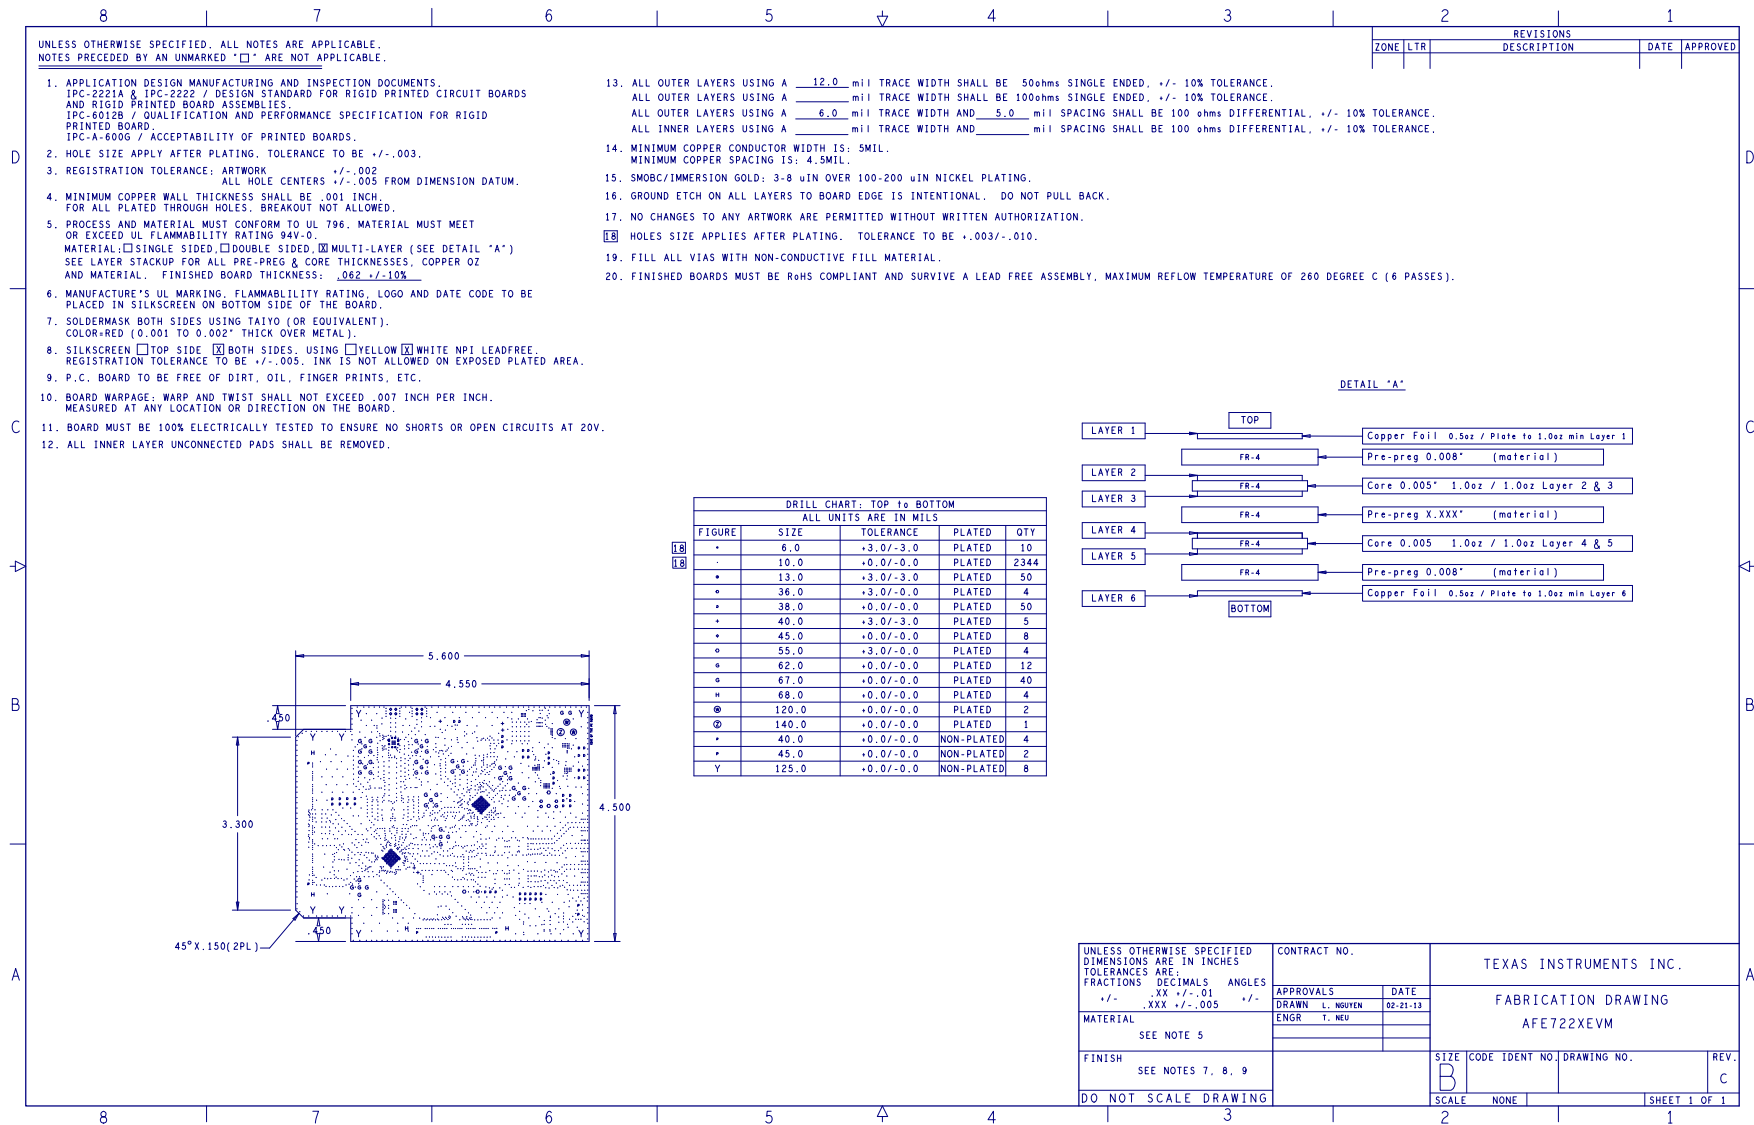 8 7 6 5 4 3 2 1
UNLESS OTHERWISE SPECIFIED, ALL NOTES ARE APPLICABLE.
NOTES PRECEDED BY AN UNMARKED "☐" ARE NOT APPLICABLE.
1. APPLICATION DESIGN MANUFACTURING AND INSPECTION DOCUMENTS.
IPC-2221A & IPC-2222 / DESIGN STANDARD FOR RIGID PRINTED CIRCUIT BOARDS
AND RIGID PRINTED BOARD ASSEMBLIES.
IPC-6012B / QUALIFICATION AND PERFORMANCE SPECIFICATION FOR RIGID
PRINTED BOARD.
IPC-A-600G / ACCEPTABILITY OF PRINTED BOARDS.
2. HOLE SIZE APPLY AFTER PLATING, TOLERANCE TO BE +/-.003.
3. REGISTRATION TOLERANCE: ARTWORK +/-.002
ALL HOLE CENTERS +/-.005 FROM DIMENSION DATUM.
4. MINIMUM COPPER WALL THICKNESS SHALL BE .001 INCH.
FOR ALL PLATED THROUGH HOLES, BREAKOUT NOT ALLOWED.
5. PROCESS AND MATERIAL MUST CONFORM TO UL 796, MATERIAL MUST MEET
OR EXCEED UL FLAMMABILITY RATING 94V-0.
MATERIAL: ☐ SINGLE SIDED, ☐ DOUBLE SIDED, ☒ MULTI-LAYER (SEE DETAIL "A")
SEE LAYER STACKUP FOR ALL PRE-PREG & CORE THICKNESSES, COPPER OZ
AND MATERIAL. FINISHED BOARD THICKNESS: .062 +/-10%
6. MANUFACTURE'S UL MARKING, FLAMMABLILITY RATING, LOGO AND DATE CODE TO BE
PLACED IN SILKSCREEN ON BOTTOM SIDE OF THE BOARD.
7. SOLDERMASK BOTH SIDES USING TAIYO (OR EQUIVALENT).
COLOR=RED (0.001 TO 0.002" THICK OVER METAL).
8. SILKSCREEN ☐ TOP SIDE ☒ BOTH SIDES, USING ☐ YELLOW ☒ WHITE NPI LEADFREE.
REGISTRATION TOLERANCE TO BE +/-.005, INK IS NOT ALLOWED ON EXPOSED PLATED AREA.
9. P.C. BOARD TO BE FREE OF DIRT, OIL, FINGER PRINTS, ETC.
10. BOARD WARPAGE: WARP AND TWIST SHALL NOT EXCEED .007 INCH PER INCH.
MEASURED AT ANY LOCATION OR DIRECTION ON THE BOARD.
11. BOARD MUST BE 100% ELECTRICALLY TESTED TO ENSURE NO SHORTS OR OPEN CIRCUITS AT 20V.
12. ALL INNER LAYER UNCONNECTED PADS SHALL BE REMOVED.
13. ALL OUTER LAYERS USING A 12.0 mil TRACE WIDTH SHALL BE 50ohms SINGLE ENDED, +/- 10% TOLERANCE.
ALL OUTER LAYERS USING A ______ mil TRACE WIDTH SHALL BE 100ohms SINGLE ENDED, +/- 10% TOLERANCE.
ALL OUTER LAYERS USING A 6.0 mil TRACE WIDTH AND 5.0 mil SPACING SHALL BE 100 ohms DIFFERENTIAL, +/- 10% TOLERANCE.
ALL INNER LAYERS USING A ______ mil TRACE WIDTH AND ______ mil SPACING SHALL BE 100 ohms DIFFERENTIAL, +/- 10% TOLERANCE.
14. MINIMUM COPPER CONDUCTOR WIDTH IS: 5MIL.
MINIMUM COPPER SPACING IS: 4.5MIL.
15. SMOBC/IMMERSION GOLD: 3-8 uIN OVER 100-200 uIN NICKEL PLATING.
16. GROUND ETCH ON ALL LAYERS TO BOARD EDGE IS INTENTIONAL. DO NOT PULL BACK.
17. NO CHANGES TO ANY ARTWORK ARE PERMITTED WITHOUT WRITTEN AUTHORIZATION.
18 HOLES SIZE APPLIES AFTER PLATING. TOLERANCE TO BE +.003/-.010.
19. FILL ALL VIAS WITH NON-CONDUCTIVE FILL MATERIAL.
20. FINISHED BOARDS MUST BE RoHS COMPLIANT AND SURVIVE A LEAD FREE ASSEMBLY, MAXIMUM REFLOW TEMPERATURE OF 260 DEGREE C (6 PASSES).
REVISIONS
ZONE LTR DESCRIPTION DATE APPROVED
D D
C C
B B
A A
DETAIL "A"
TOP
LAYER 1 Copper Foil 0.5oz / Plate to 1.0oz min Layer 1
FR-4 Pre-preg 0.008" (material)
LAYER 2
FR-4 Core 0.005" 1.0oz / 1.0oz Layer 2 & 3
LAYER 3
FR-4 Pre-preg X.XXX" (material)
LAYER 4
FR-4 Core 0.005 1.0oz / 1.0oz Layer 4 & 5
LAYER 5
FR-4 Pre-preg 0.008" (material)
LAYER 6 Copper Foil 0.5oz / Plate to 1.0oz min Layer 6
BOTTOM
DRILL CHART: TOP to BOTTOM
ALL UNITS ARE IN MILS
FIGURE SIZE TOLERANCE PLATED QTY
18 6.0 +3.0/-3.0 PLATED 10
18 10.0 +0.0/-0.0 PLATED 2344
13.0 +3.0/-3.0 PLATED 50
36.0 +3.0/-0.0 PLATED 4
38.0 +0.0/-0.0 PLATED 50
40.0 +3.0/-3.0 PLATED 5
45.0 +0.0/-0.0 PLATED 8
55.0 +3.0/-0.0 PLATED 4
62.0 +0.0/-0.0 PLATED 12
G 67.0 +0.0/-0.0 PLATED 40
H 68.0 +0.0/-0.0 PLATED 4
120.0 +0.0/-0.0 PLATED 2
Z 140.0 +0.0/-0.0 PLATED 1
40.0 +0.0/-0.0 NON-PLATED 4
45.0 +0.0/-0.0 NON-PLATED 2
Y 125.0 +0.0/-0.0 NON-PLATED 8
5.600
4.550
.450
3.300
4.500
.450
45°X.150(2PL)
UNLESS OTHERWISE SPECIFIED
DIMENSIONS ARE IN INCHES
TOLERANCES ARE:
FRACTIONS DECIMALS ANGLES
+/- .XX +/-.01 +/-
.XXX +/-.005
MATERIAL
SEE NOTE 5
FINISH
SEE NOTES 7, 8, 9
DO NOT SCALE DRAWING
CONTRACT NO.
APPROVALS DATE
DRAWN L. NGUYEN 02-21-13
ENGR T. NEU
TEXAS INSTRUMENTS INC.
FABRICATION DRAWING
AFE722XEVM
SIZE CODE IDENT NO. DRAWING NO. REV.
B C
SCALE NONE SHEET 1 OF 1
8 7 6 5 4 3 2 1